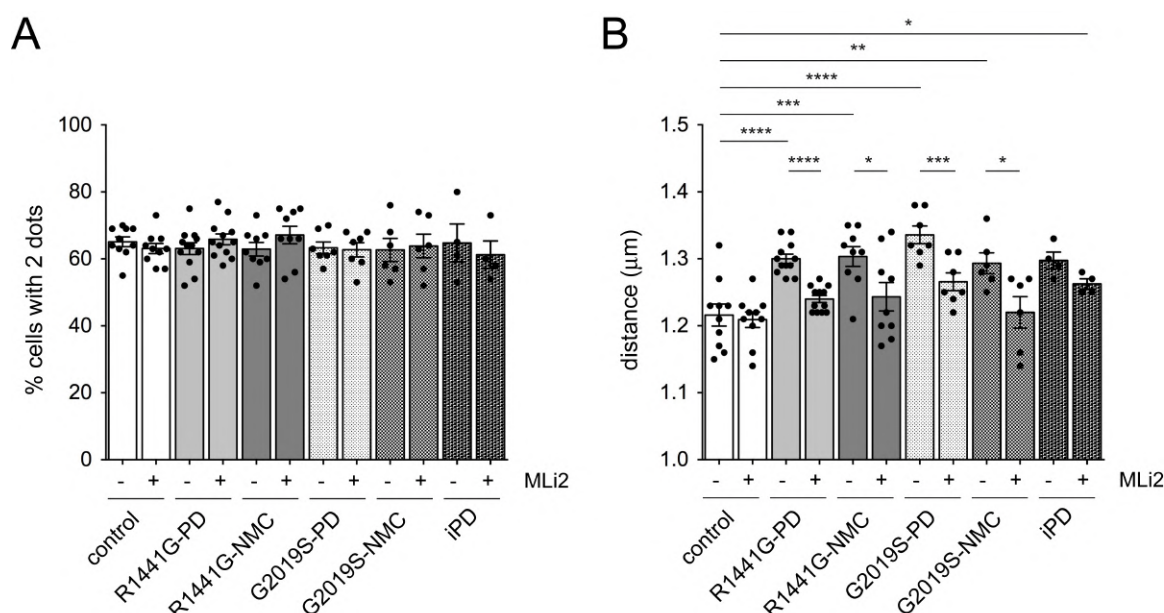 A
% cells with 2 dots
100
80
60
40
20
0
- + - + - + - + - + - + MLi2
control
R1441G-PD
R1441G-NMC
G2019S-PD
G2019S-NMC
iPD
B
distance (µm)
*
**
****
***
****
**** * *** *
1.5
1.4
1.3
1.2
1.1
1.0
- + - + - + - + - + - + MLi2
control
R1441G-PD
R1441G-NMC
G2019S-PD
G2019S-NMC
iPD